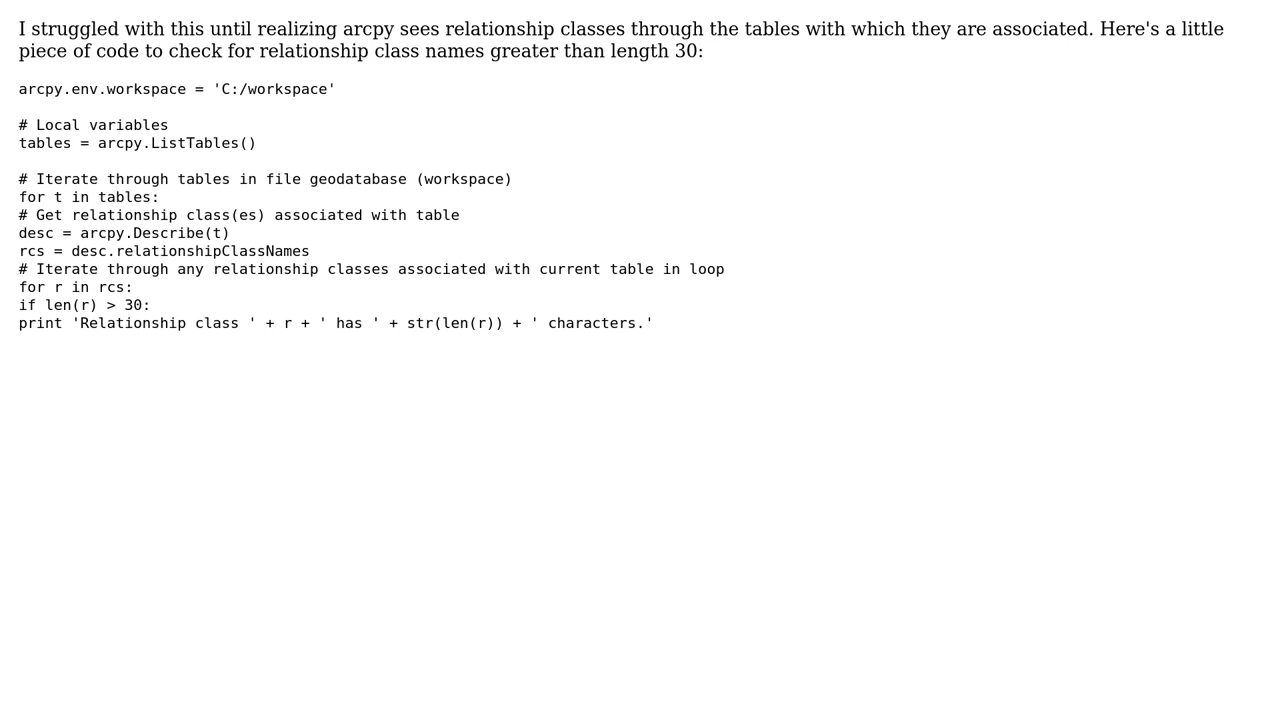 I struggled with this until realizing arcpy sees relationship classes through the tables with which they are associated. Here's a little
piece of code to check for relationship class names greater than length 30:
arcpy.env.workspace = 'C:/workspace'
# Local variables
tables = arcpy.ListTables()
# Iterate through tables in file geodatabase (workspace)
for t in tables:
# Get relationship class(es) associated with table
desc = arcpy.Describe(t)
rcs = desc.relationshipClassNames
# Iterate through any relationship classes associated with current table in loop
for r in rcs:
if len(r) > 30:
print 'Relationship class ' + r + ' has ' + str(len(r)) + ' characters.'